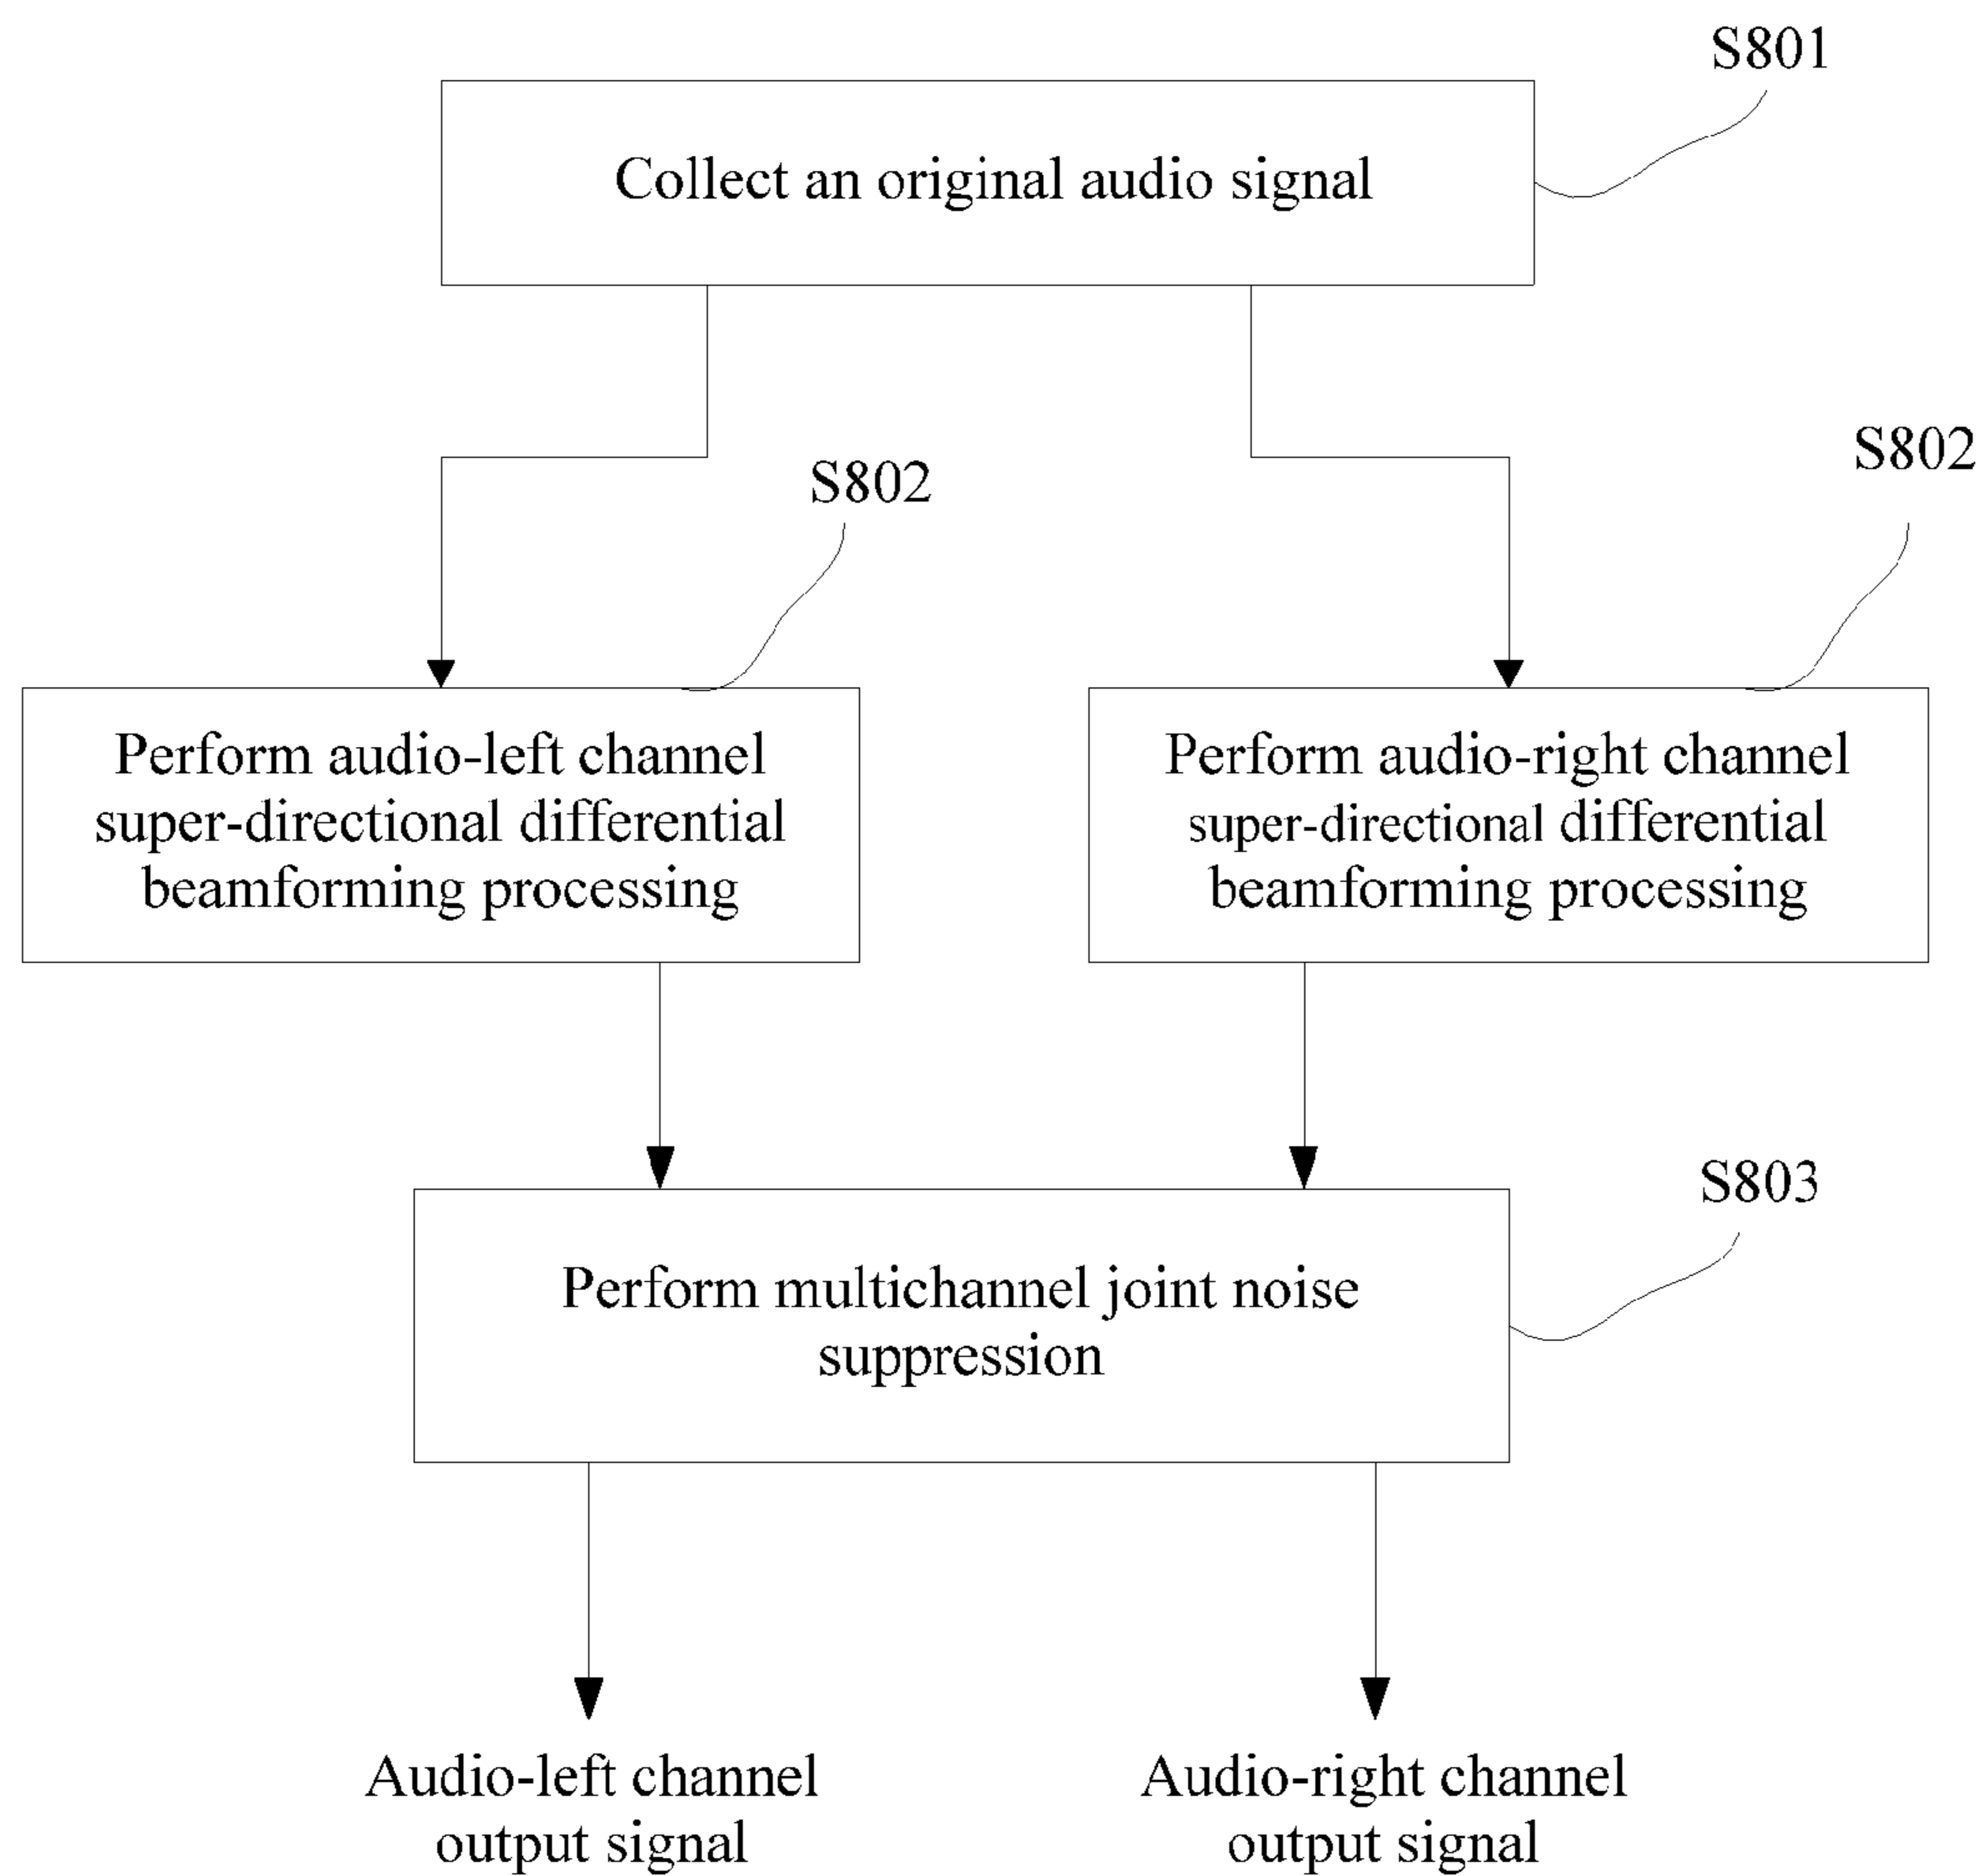 S801
Collect an original audio signal
S802
S802
Perform audio-left channel
super-directional differential
beamforming processing
Perform audio-right channel
super-directional differential
beamforming processing
S803
Perform multichannel joint noise
suppression
Audio-left channel
output signal
Audio-right channel
output signal